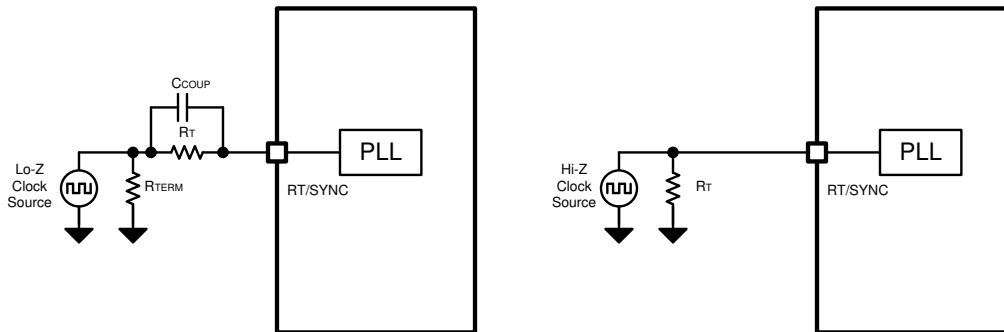 CCOUP
RT
PLL
Lo-Z
Clock
Source
RTERM
RT/SYNC
PLL
Hi-Z
Clock
Source
RT
RT/SYNC